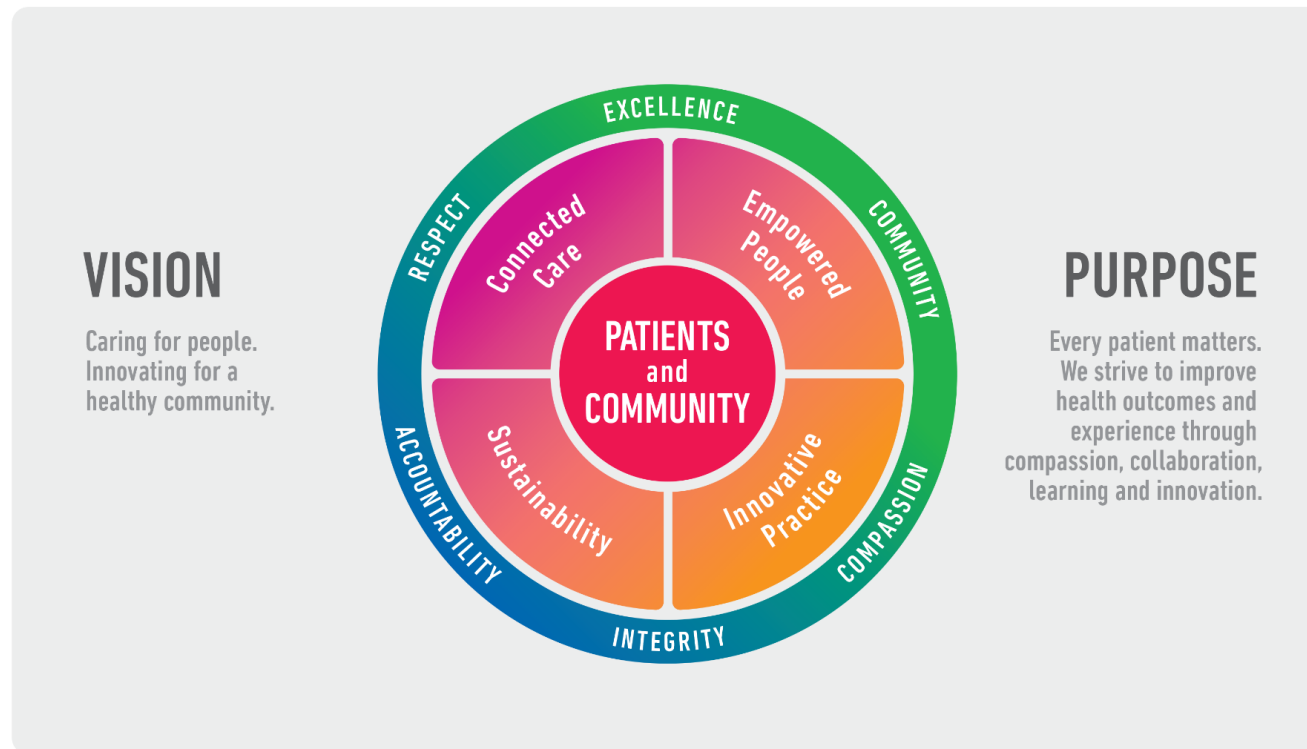 VISION
Caring for people.
Innovating for a
healthy community.
EXCELLENCE
COMMUNITY
COMPASSION
INTEGRITY
ACCOUNTABILITY
RESPECT
Connected
Care
Empowered
People
Sustainability
Innovative
Practice
PATIENTS
and
COMMUNITY
PURPOSE
Every patient matters.
We strive to improve
health outcomes and
experience through
compassion, collaboration,
learning and innovation.